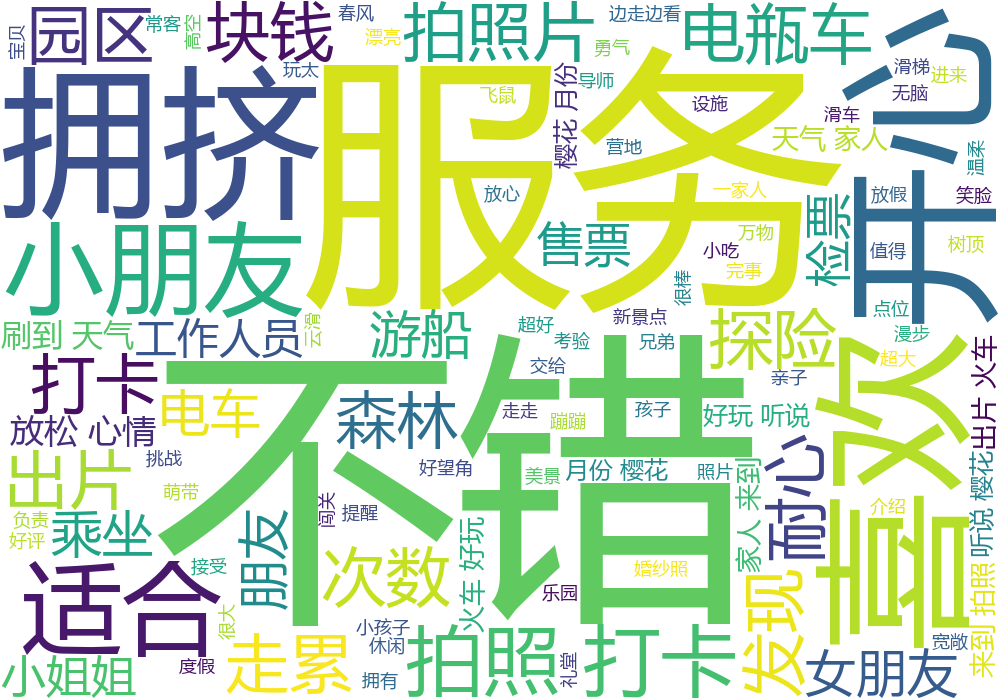 宝贝
园区
常客
高空
块钱
春风
漂亮
拍照片
边走边看
勇气
电瓶车
开心
滑梯
进来
无脑
拥挤
玩太
服务
飞鼠
樱花 月份
导师
设施
滑车
天气 家人
温柔
营地
放心
一家人
放假
笑脸
小朋友
售票
万物
小吃
完事
很棒
检票
值得
树顶
点位
漫步
刷到 天气
工作人员
云滑
游船
超好
考验
新景点
兄弟
探险
超大
出片 火车
打卡
不错
交给
亲子
喜欢
放松 心情
电车
森林
走走
蹦蹦
孩子
好玩 听说
挑战
好望角
美景
月份 樱花
照片
家人 来到
耐心
出片
萌带
闯关
提醒
介绍
听说 樱花
负责
好评
乘坐
朋友
火车 好玩
适合
接受
次数
婚纱照
乐园
发现
来到 拍照
很大
小孩子
休闲
礼堂
宽敞
小姐姐
度假
走累
拥有
拍照
打卡
女朋友